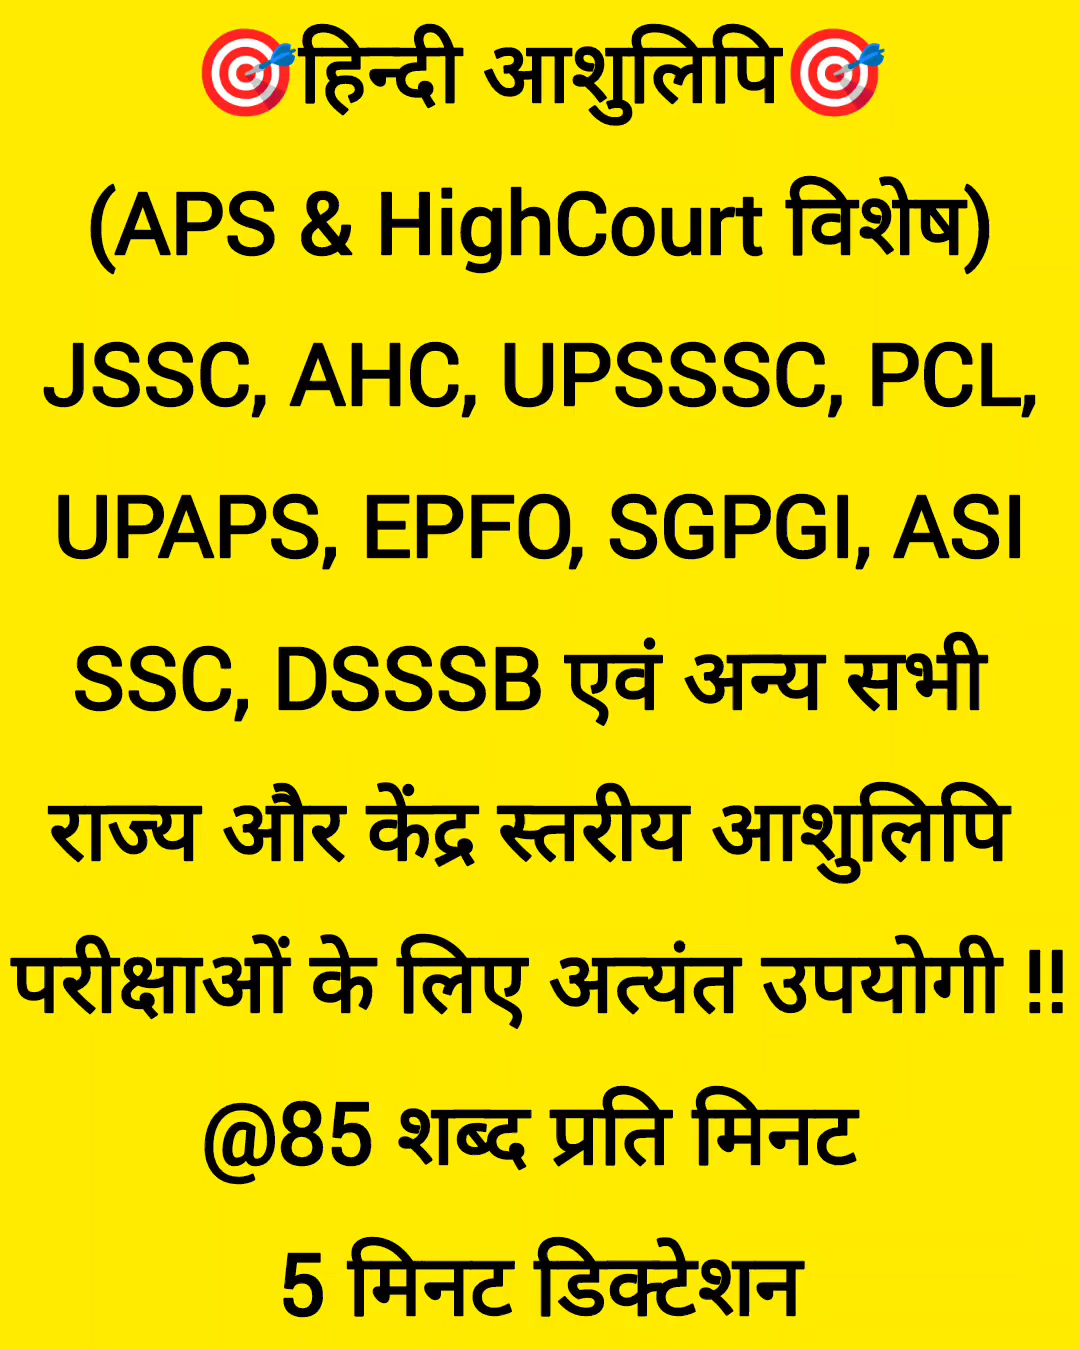 🎯हिन्दी आशुलिपि🎯
(APS & HighCourt विशेष)
JSSC, AHC, UPSSSC, PCL,
UPAPS, EPFO, SGPGI, ASI
SSC, DSSSB एवं अन्य सभी
राज्य और केंद्र स्तरीय आशुलिपि
परीक्षाओं के लिए अत्यंत उपयोगी !!
@85 शब्द प्रति मिनट
5 मिनट डिक्टेशन